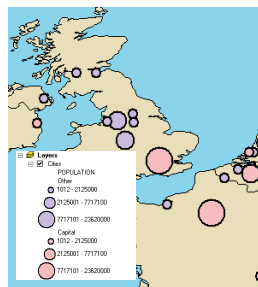 Layers
Cities
POPULATION
Other
1012 - 2125000
2125001 - 7717100
7717101 - 23620000
Capital
1012 - 2125000
2125001 - 7717100
7717101 - 23620000